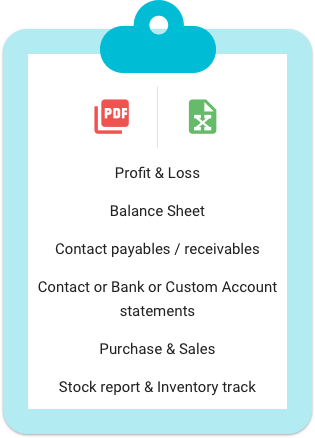 PDF
X
Profit & Loss
Balance Sheet
Contact payables / receivables
Contact or Bank or Custom Account
statements
Purchase & Sales
Stock report & Inventory track